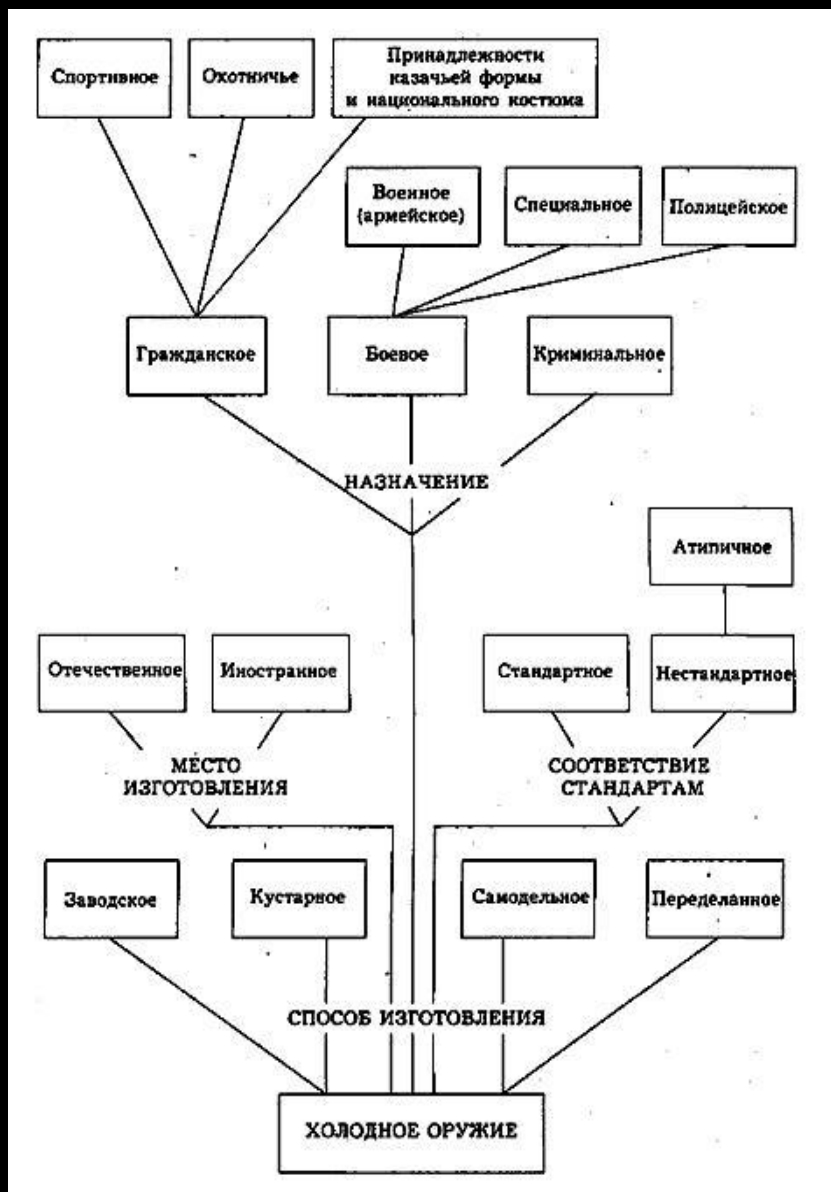 Спортивное
Охотничье
Принадлежности
казачьей формы
и национального костюма
Военное
(армейское)
Специальное
Полицейское
Гражданское
Боевое
Криминальное
НАЗНАЧЕНИЕ
Атипичное
Отечественное
Иностранное
Стандартное
Нестандартное
МЕСТО
ИЗГОТОВЛЕНИЯ
СООТВЕТСТВИЕ
СТАНДАРТАМ
Заводское
Кустарное
Самодельное
Переделанное
СПОСОБ ИЗГОТОВЛЕНИЯ
ХОЛОДНОЕ ОРУЖИЕ